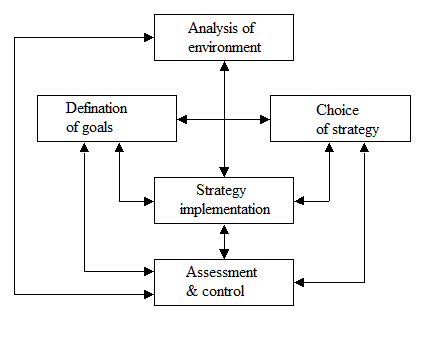 Analysis of
environment
Defination
of goals
Choice
of strategy
Strategy
implementation
Assessment
& control